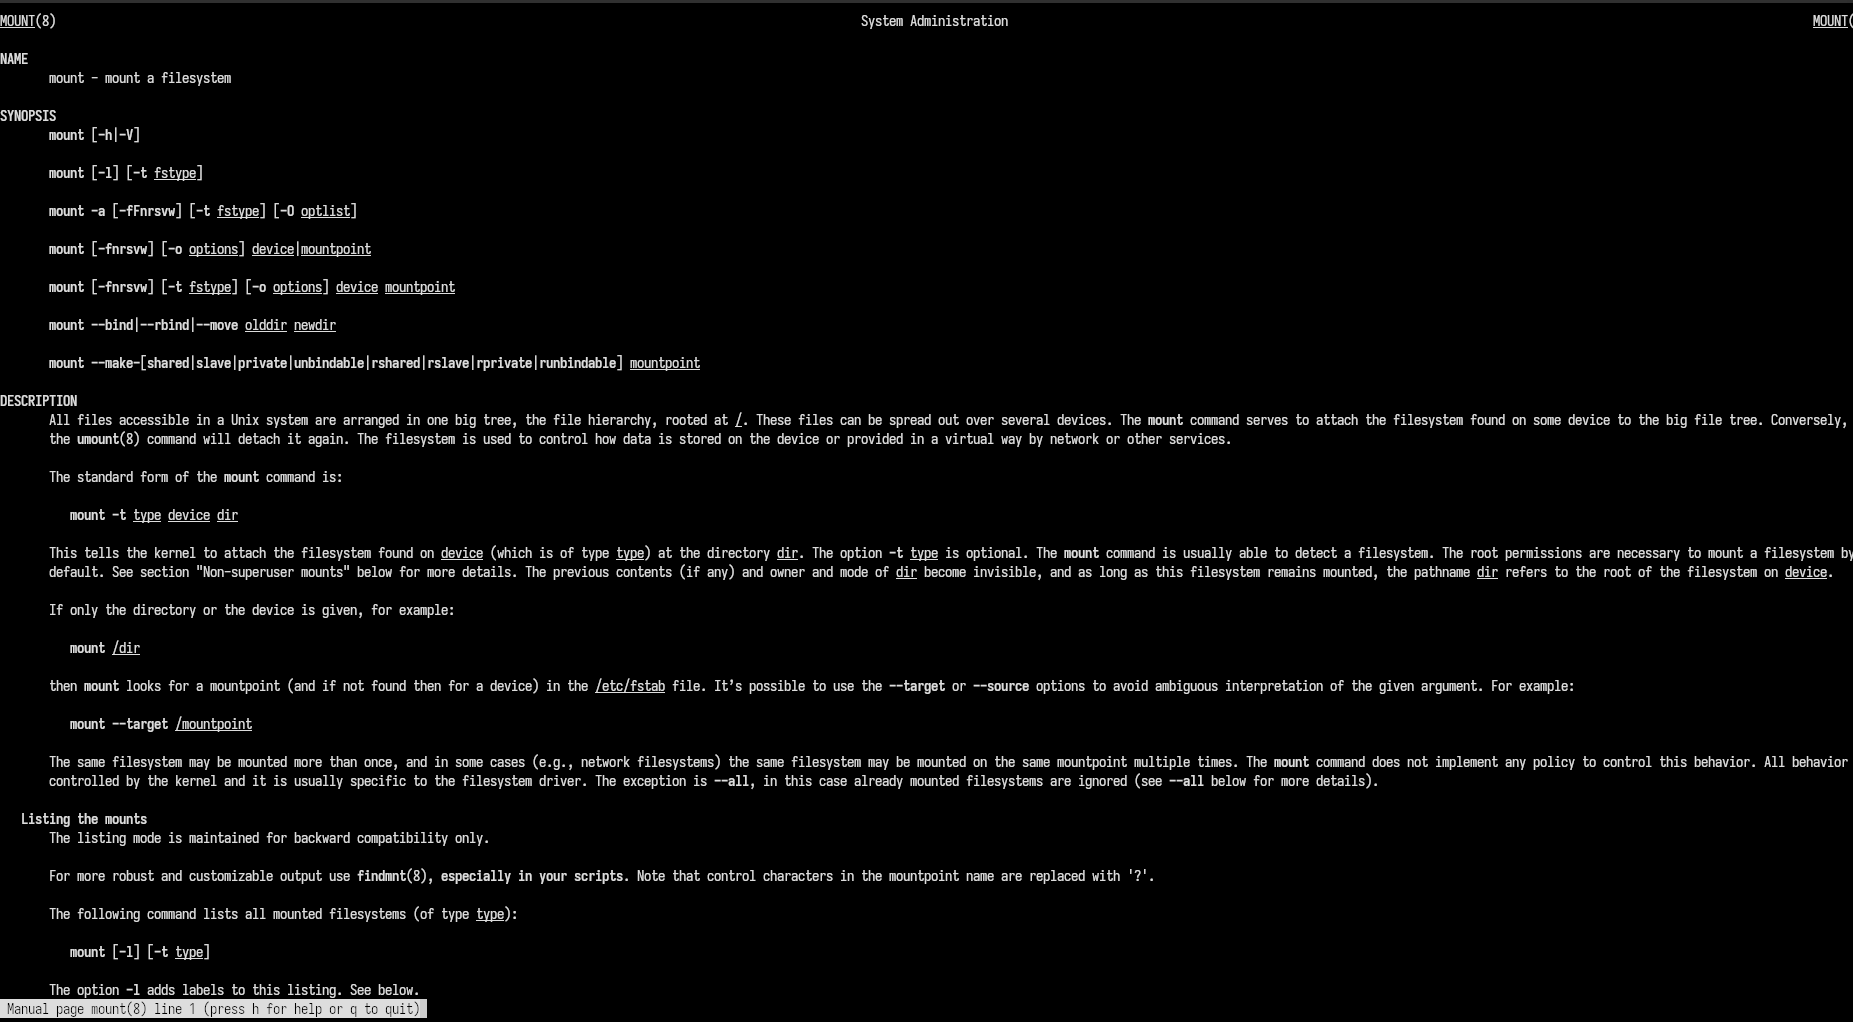 MOUNT(8) System Administration MOUNT(
NAME
mount - mount a filesystem
SYNOPSIS
mount [-h|-V]
mount [-l] [-t fstype]
mount -a [-fFnrsvw] [-t fstype] [-O optlist]
mount [-fnrsvw] [-o options] device|mountpoint
mount [-fnrsvw] [-t fstype] [-o options] device mountpoint
mount --bind|--rbind|--move olddir newdir
mount --make-[shared|slave|private|unbindable|rshared|rslave|rprivate|runbindable] mountpoint
DESCRIPTION
All files accessible in a Unix system are arranged in one big tree, the file hierarchy, rooted at /. These files can be spread out over several devices. The mount command serves to attach the filesystem found on some device to the big file tree. Conversely,
the umount(8) command will detach it again. The filesystem is used to control how data is stored on the device or provided in a virtual way by network or other services.
The standard form of the mount command is:
mount -t type device dir
This tells the kernel to attach the filesystem found on device (which is of type type) at the directory dir. The option -t type is optional. The mount command is usually able to detect a filesystem. The root permissions are necessary to mount a filesystem by
default. See section "Non-superuser mounts" below for more details. The previous contents (if any) and owner and mode of dir become invisible, and as long as this filesystem remains mounted, the pathname dir refers to the root of the filesystem on device.
If only the directory or the device is given, for example:
mount /dir
then mount looks for a mountpoint (and if not found then for a device) in the /etc/fstab file. It’s possible to use the --target or --source options to avoid ambiguous interpretation of the given argument. For example:
mount --target /mountpoint
The same filesystem may be mounted more than once, and in some cases (e.g., network filesystems) the same filesystem may be mounted on the same mountpoint multiple times. The mount command does not implement any policy to control this behavior. All behavior
controlled by the kernel and it is usually specific to the filesystem driver. The exception is --all, in this case already mounted filesystems are ignored (see --all below for more details).
Listing the mounts
The listing mode is maintained for backward compatibility only.
For more robust and customizable output use findmnt(8), especially in your scripts. Note that control characters in the mountpoint name are replaced with '?'.
The following command lists all mounted filesystems (of type type):
mount [-l] [-t type]
The option -l adds labels to this listing. See below.
Manual page mount(8) line 1 (press h for help or q to quit)